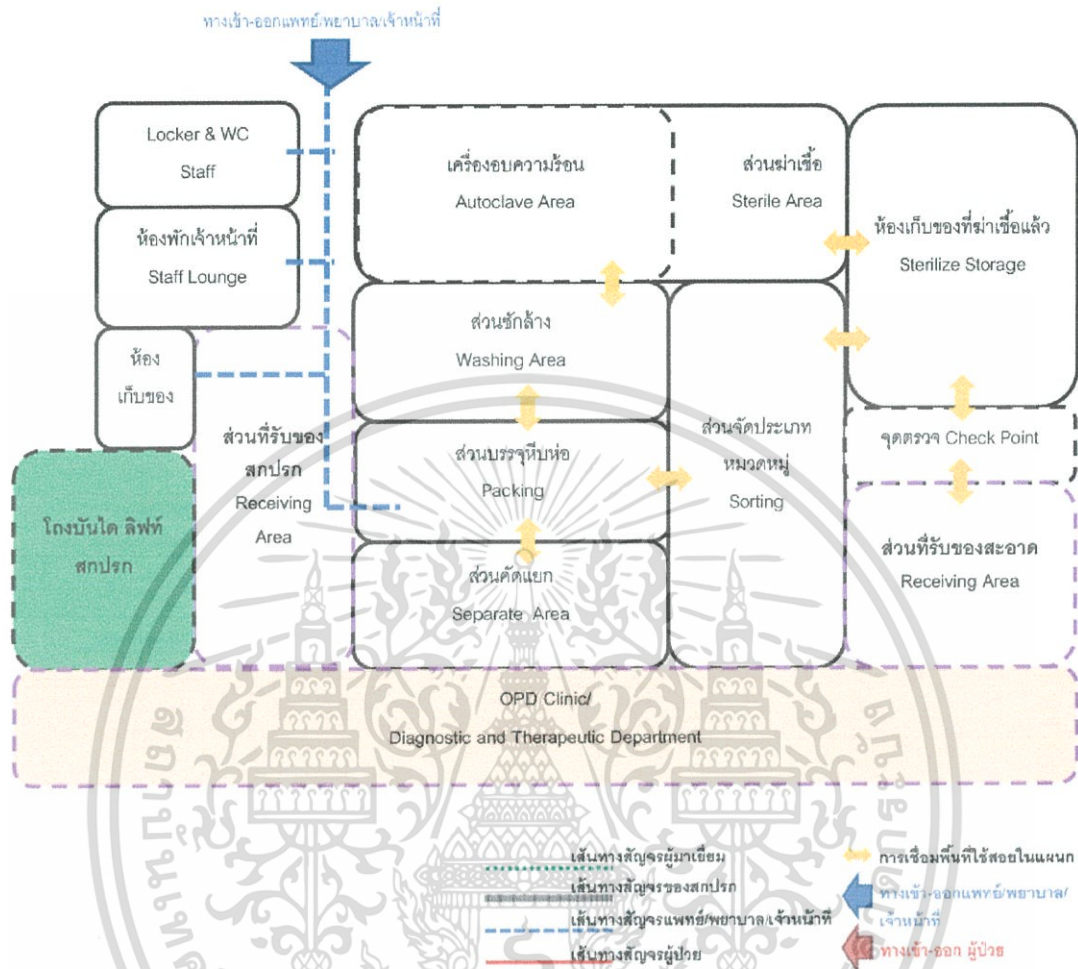 ทางเข้า-ออกแพทย์/พยาบาล/เจ้าหน้าที่
Locker & WC
Staff
ห้องพักเจ้าหน้าที่
Staff Lounge
ห้อง
เก็บของ
ส่วนที่รับของ
สกปรก
Receiving
Area
โถงบันได ลิฟท์
สกปรก
เครื่องอบความร้อน
Autoclave Area
ส่วนฆ่าเชื้อ
Sterile Area
ห้องเก็บของที่ฆ่าเชื้อแล้ว
Sterilize Storage
ส่วนซักล้าง
Washing Area
ส่วนบรรจุหีบห่อ
Packing
ส่วนคัดแยก
Separate Area
ส่วนจัดประเภท
หมวดหมู่
Sorting
จุดตรวจ Check Point
ส่วนที่รับของสะอาด
Receiving Area
OPD Clinic/
Diagnostic and Therapeutic Department
เส้นทางสัญจรผู้มาเยี่ยม
เส้นทางสัญจรของสกปรก
เส้นทางสัญจรแพทย์/พยาบาล/เจ้าหน้าที่
เส้นทางสัญจรผู้ป่วย
การเชื่อมพื้นที่ใช้สอยในแผนก
ทางเข้า-ออกแพทย์/พยาบาล/
เจ้าหน้าที่
ทางเข้า-ออก ผู้ป่วย